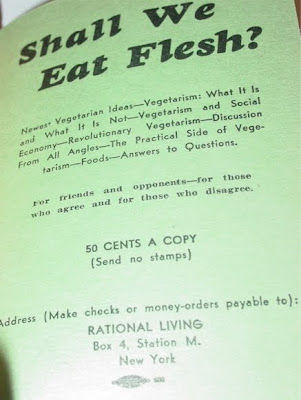 Shall We
Eat Flesh?
Newest Vegetarian Ideas—Vegetarism: What It Is
and What It Is Not—Vegetarism and Social
Economy—Revolutionary Vegetarism—Discussion
From All Angles—The Practical Side of Vege-
tarism—Foods—Answers to Questions.
For friends and opponents—for those
who agree and for those who disagree.
50 CENTS A COPY
(Send no stamps)
Address (Make checks or money-orders payable to):
RATIONAL LIVING
Box 4, Station M.
New York